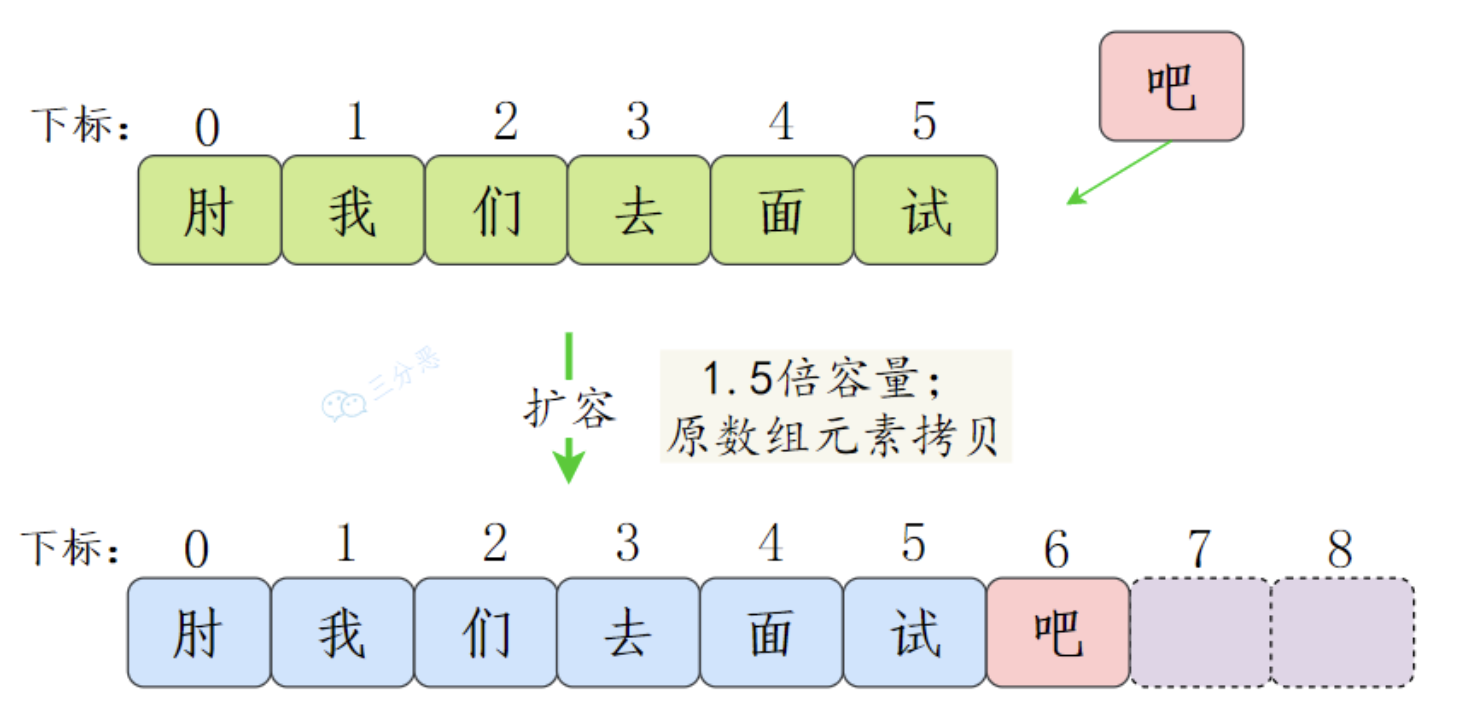 吧
下标: 0 1 2 3 4 5
肘 我 们 去 面 试
三分恶
扩容
1.5倍容量;
原数组元素拷贝
下标: 0 1 2 3 4 5 6 7 8
肘 我 们 去 面 试 吧